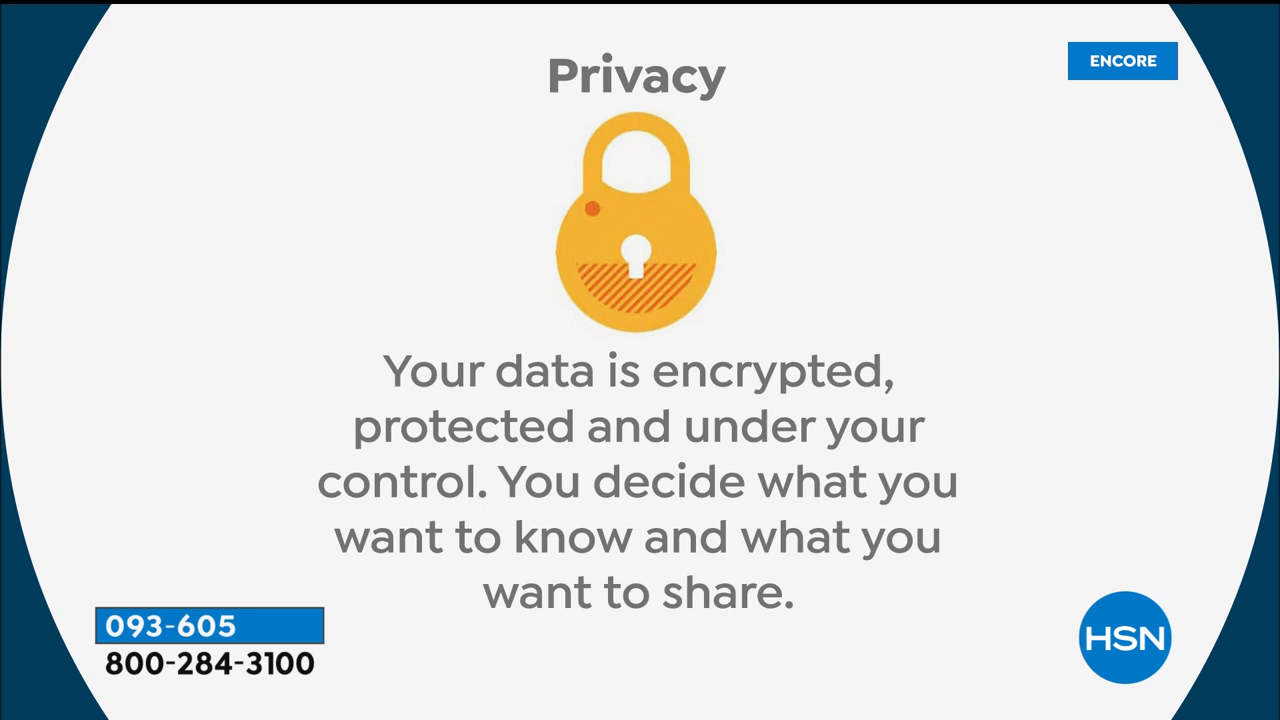 Privacy
ENCORE
Your data is encrypted,
protected and under your
control. You decide what you
want to know and what you
want to share.
093-605
800-284-3100
HSN